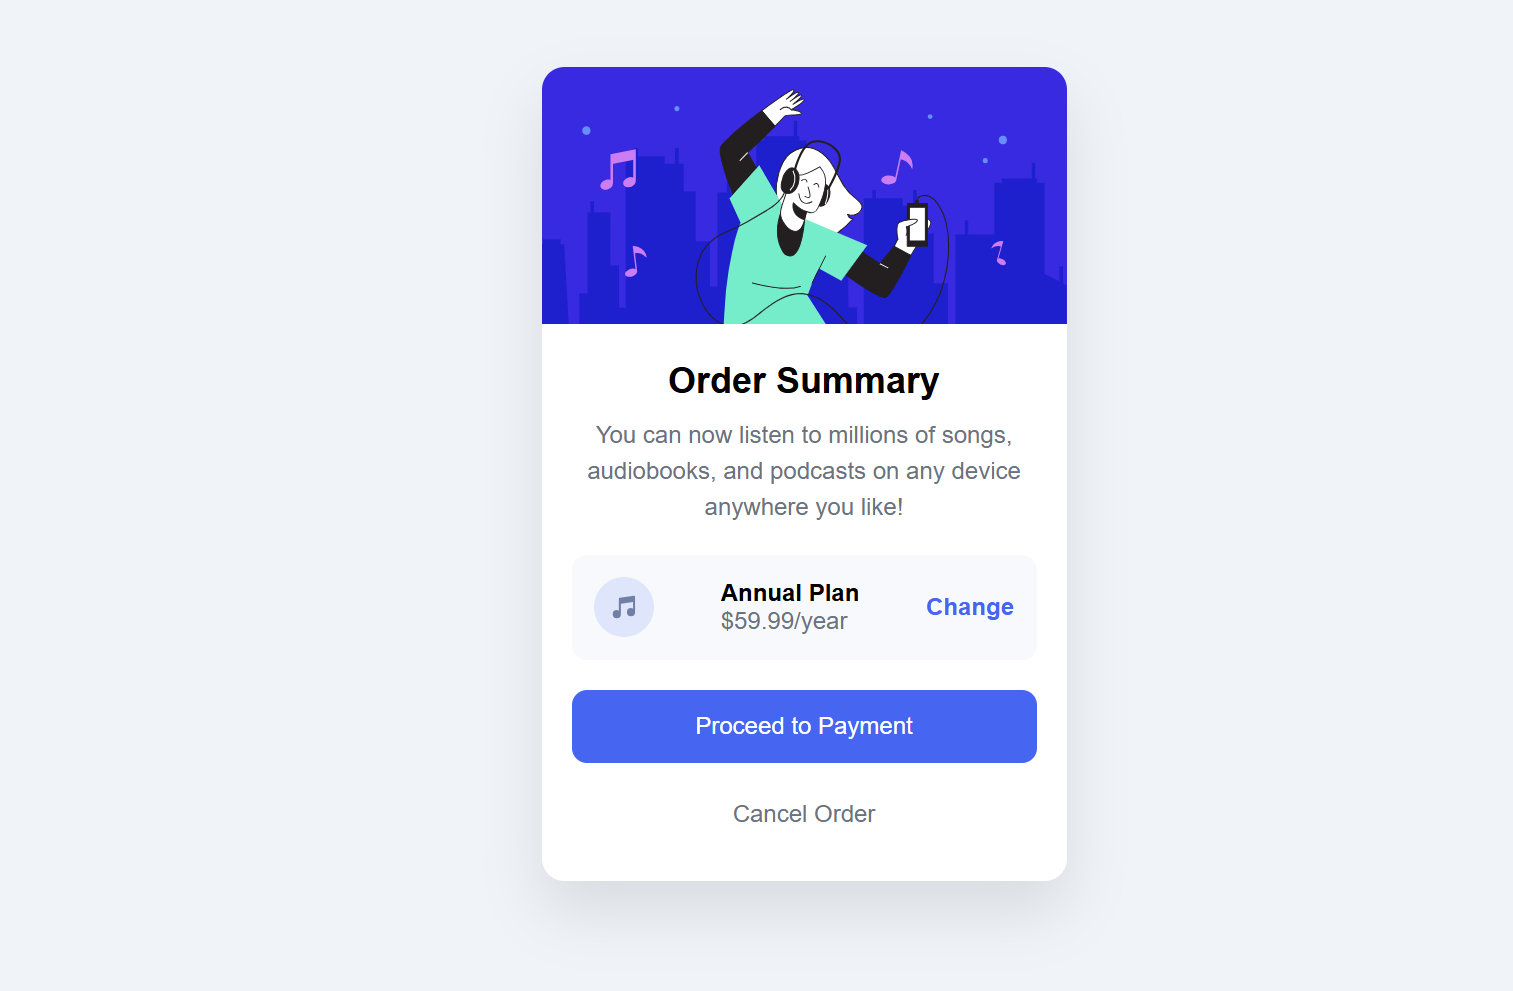 Order Summary
You can now listen to millions of songs,
audiobooks, and podcasts on any device
anywhere you like!
Annual Plan
$59.99/year
Change
Proceed to Payment
Cancel Order